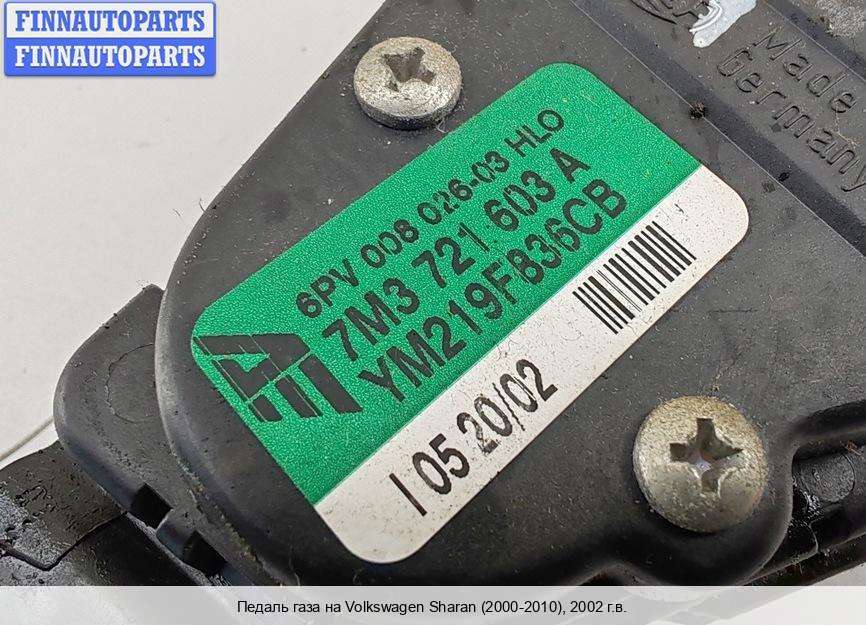 FINNAUTOPARTS
FINNAUTOPARTS
Made
Germany
6PV 008 026-03 HLO
7M3 721 603 A
YM219F836CB
I 05 20/02
Педаль газа на Volkswagen Sharan (2000-2010), 2002 г.в.